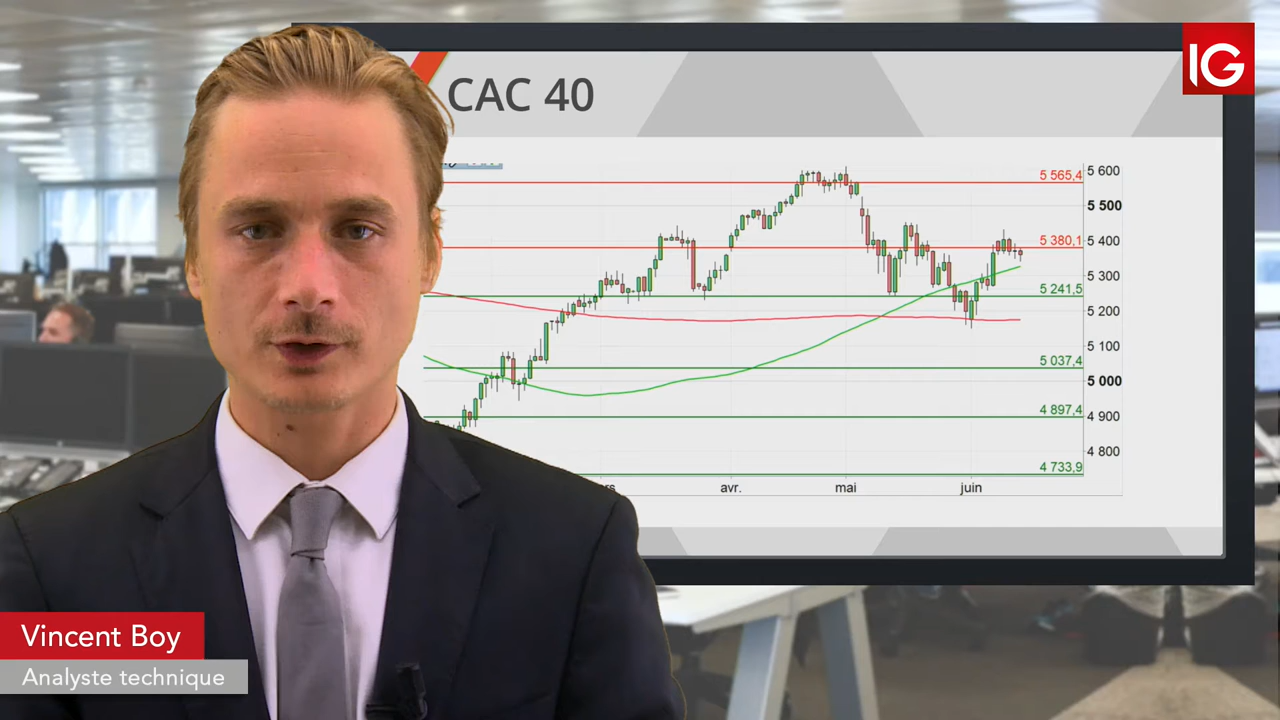 IG
CAC 40
5 565,4
5 380,1
5 241,5
5 037,4
4 897,4
4 733,9
5 600
5 500
5 400
5 300
5 200
5 100
5 000
4 900
4 800
avr.
mai
juin
Vincent Boy
Analyste technique